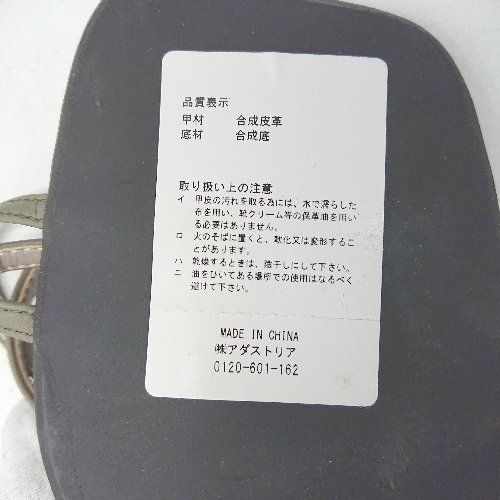 品質表示
甲材 合成皮革
底材 合成底
取り扱い上の注意
イ 甲皮の汚れを取る為には、水で濡らした
布を用い、靴クリーム等の保革油を用い
る必要はありません。
ロ 火のそばに置くと、軟化又は変形するこ
とがあります。
ハ 乾燥するときは、陰干しにして下さい。
ニ 油をひいてある場所での使用はなるべく
避けて下さい。
MADE IN CHINA
㈱アダストリア
0120-601-162